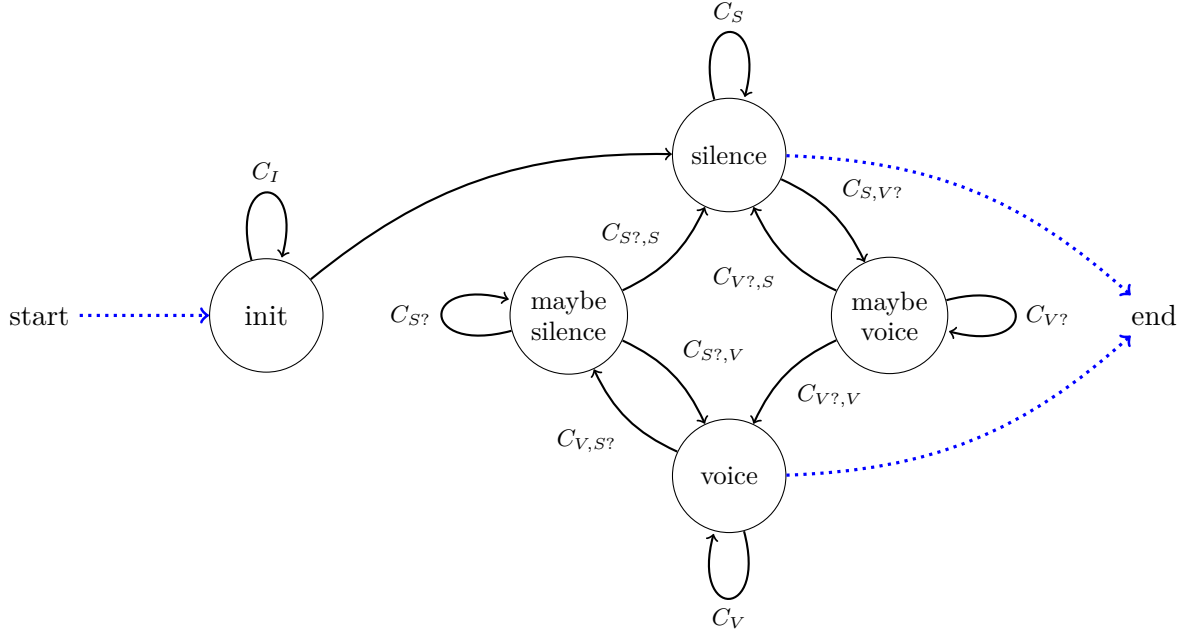 C_S
C_I
silence
C_{S,V?}
C_{S?,S}
C_{V?,S}
start
init
C_{S?}
maybe
silence
maybe
voice
C_{V?}
end
C_{S?,V}
C_{V?,V}
C_{V,S?}
voice
C_V